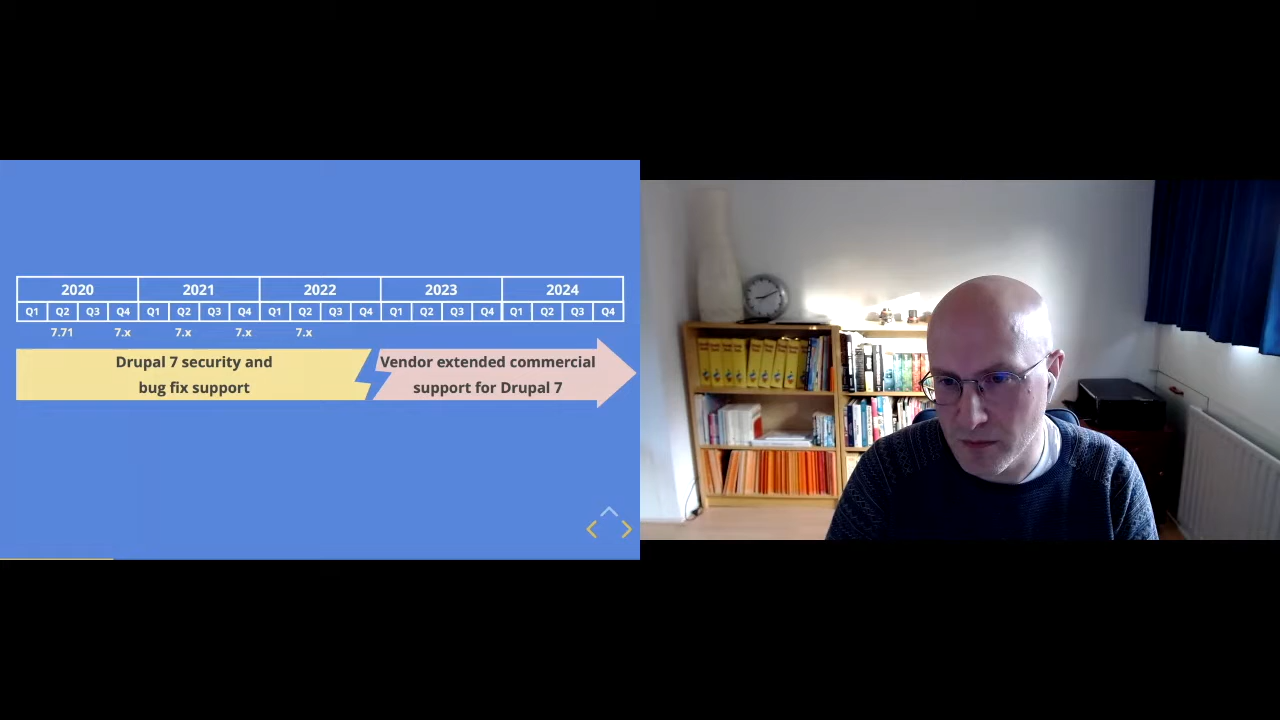 2020 2021 2022 2023 2024
Q1 Q2 Q3 Q4 Q1 Q2 Q3 Q4 Q1 Q2 Q3 Q4 Q1 Q2 Q3 Q4 Q1 Q2 Q3 Q4
7.71 7.x 7.x 7.x 7.x
Drupal 7 security and
bug fix support
Vendor extended commercial
support for Drupal 7